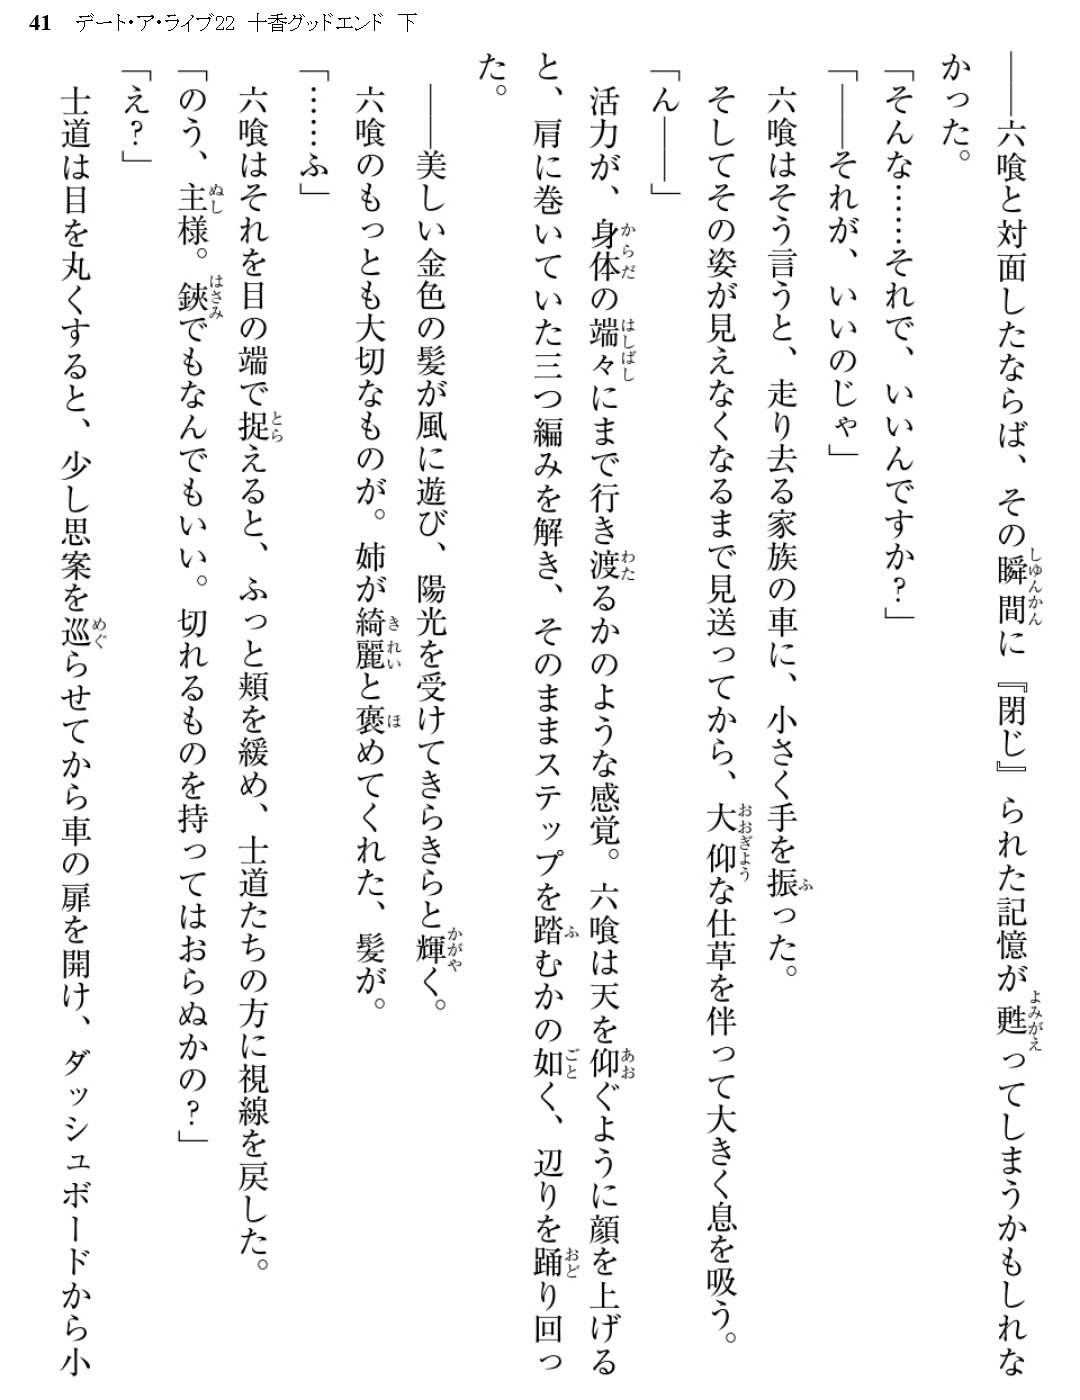 41 デート・ア・ライブ22 十香グッドエンド 下
――六喰と対面したならば、その瞬間に『閉じ』られた記憶が甦ってしまうかもしれな
かった。
「そんな……それで、いいんですか?」
「――それが、いいのじゃ」
六喰はそう言うと、走り去る家族の車に、小さく手を振った。
そしてその姿が見えなくなるまで見送ってから、大仰な仕草を伴って大きく息を吸う。
「ん――」
活力が、身体の端々にまで行き渡るかのような感覚。六喰は天を仰ぐように顔を上げる
と、肩に巻いていた三つ編みを解き、そのままステップを踏むかの如く、辺りを踊り回っ
た。
――美しい金色の髪が風に遊び、陽光を受けてきらきらと輝く。
六喰のもっとも大切なものが。姉が綺麗と褒めてくれた、髪が。
「……ふ」
六喰はそれを目の端で捉えると、ふっと頬を緩め、士道たちの方に視線を戻した。
「のう、主様。鋏でもなんでもいい。切れるものを持ってはおらぬかの?」
「え?」
士道は目を丸くすると、少し思案を巡らせてから車の扉を開け、ダッシュボードから小